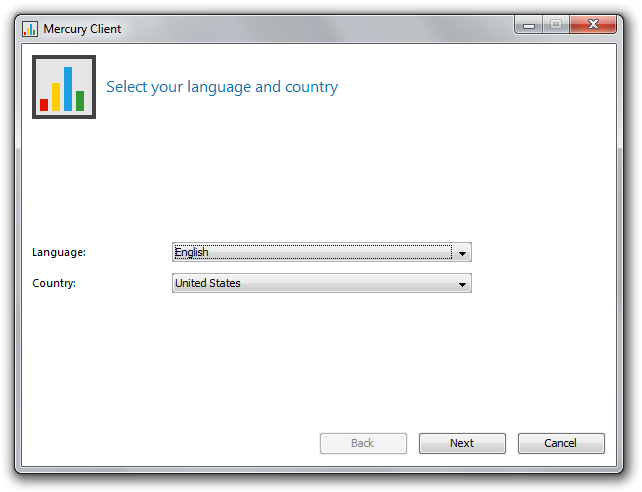 Mercury Client
Select your language and country
Language: English
Country: United States
Back Next Cancel